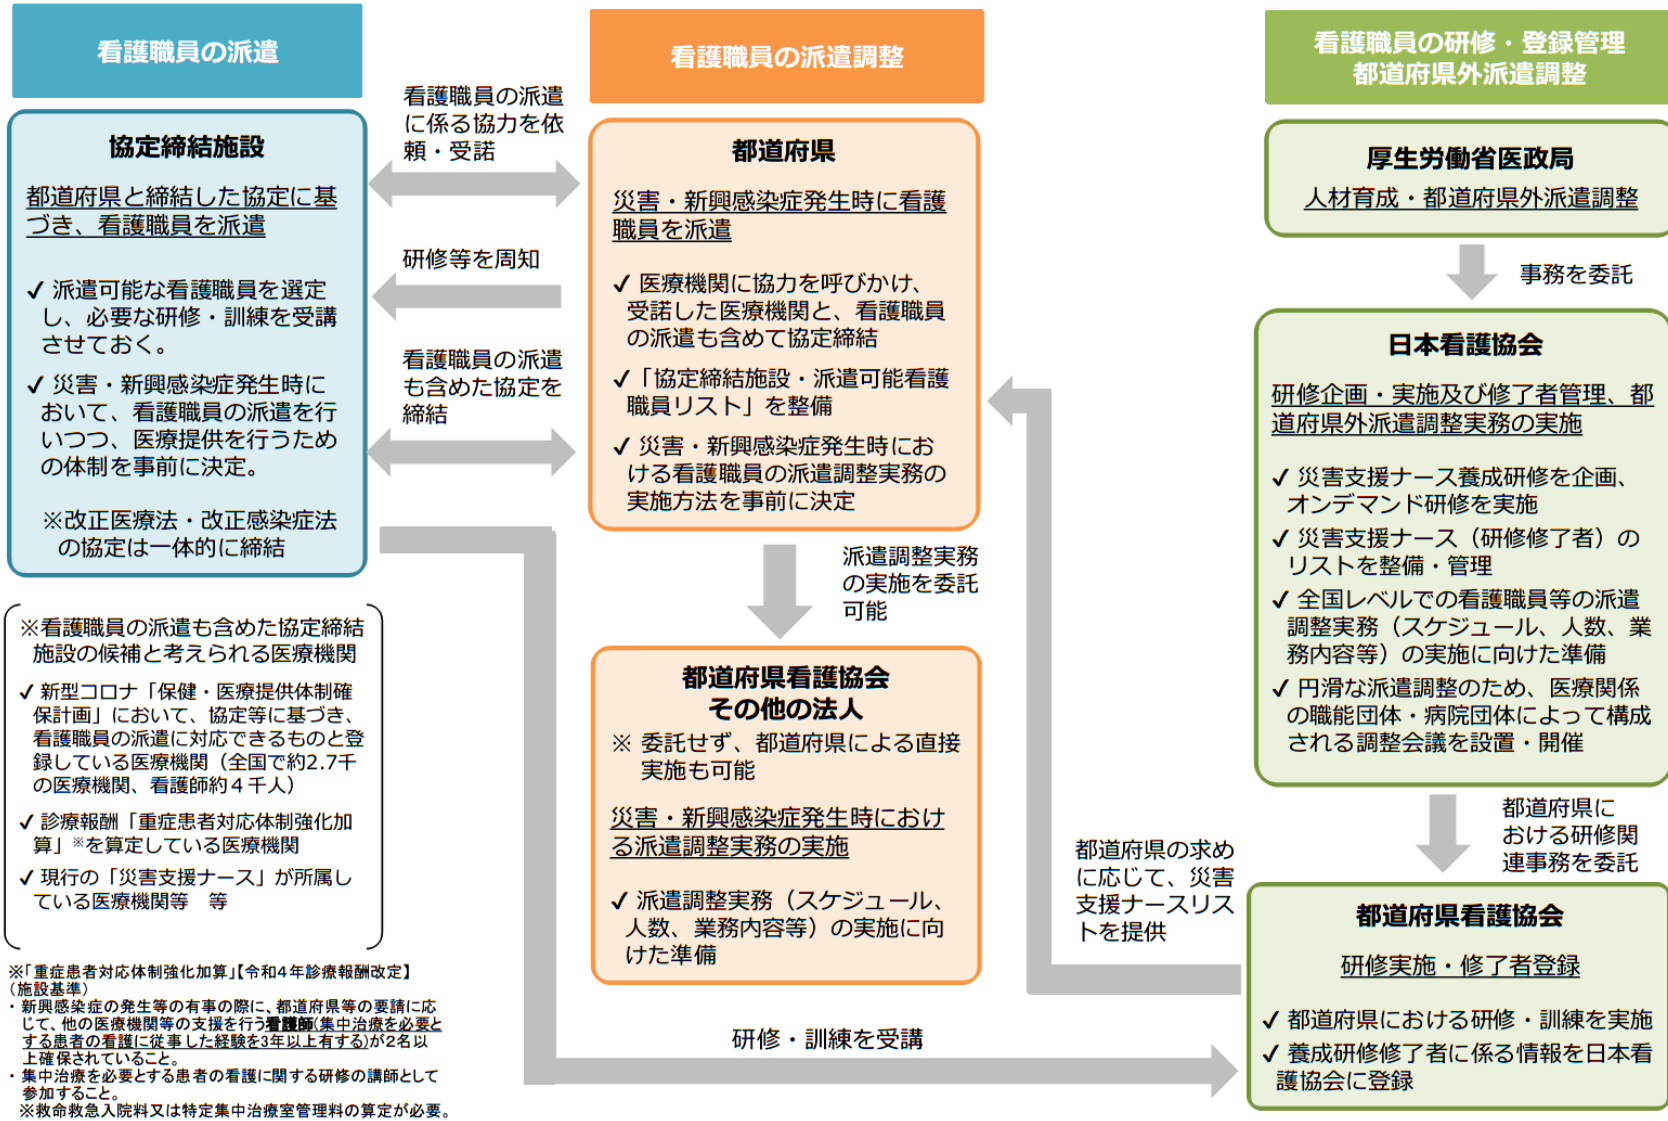 看護職員の派遣
協定締結施設
都道府県と締結した協定に基
づき、看護職員を派遣
✓ 派遣可能な看護職員を選定
し、必要な研修・訓練を受講
させておく。
✓ 災害・新興感染症発生時に
おいて、看護職員の派遣を行
いつつ、医療提供を行うため
の体制を事前に決定。
※改正医療法・改正感染症法
の協定は一体的に締結
※看護職員の派遣も含めた協定締結
施設の候補と考えられる医療機関
✓ 新型コロナ「保健・医療提供体制確
保計画」において、協定等に基づき、
看護職員の派遣に対応できるものと登
録している医療機関（全国で約2.7千
の医療機関、看護師約４千人）
✓ 診療報酬「重症患者対応体制強化加
算」※を算定している医療機関
✓ 現行の「災害支援ナース」が所属し
ている医療機関等　等
※「重症患者対応体制強化加算」【令和4年診療報酬改定】
（施設基準）
・新興感染症の発生等の有事の際に、都道府県等の要請に応
じて、他の医療機関等の支援を行う看護師（集中治療を必要と
する患者の看護に従事した経験を3年以上有する）が2名以
上確保されていること。
・集中治療を必要とする患者の看護に関する研修の講師として
参加すること。
※救命救急入院料又は特定集中治療室管理料の算定が必要。
看護職員の派遣
に係る協力を依
頼・受諾
研修等を周知
看護職員の派遣
も含めた協定を
締結
看護職員の派遣調整
都道府県
災害・新興感染症発生時に看護
職員を派遣
✓ 医療機関に協力を呼びかけ、
受諾した医療機関と、看護職員
の派遣も含めて協定締結
✓「協定締結施設・派遣可能看護
職員リスト」を整備
✓ 災害・新興感染症発生時にお
ける看護職員の派遣調整実務の
実施方法を事前に決定
派遣調整実務
の実施を委託
可能
都道府県看護協会
その他の法人
※ 委託せず、都道府県による直接
実施も可能
災害・新興感染症発生時におけ
る派遣調整実務の実施
✓ 派遣調整実務（スケジュール、
人数、業務内容等）の実施に向
けた準備
研修・訓練を受講
看護職員の研修・登録管理
都道府県外派遣調整
厚生労働省医政局
人材育成・都道府県外派遣調整
事務を委託
日本看護協会
研修企画・実施及び修了者管理、都
道府県外派遣調整実務の実施
✓ 災害支援ナース養成研修を企画、
オンデマンド研修を実施
✓ 災害支援ナース（研修修了者）の
リストを整備・管理
✓ 全国レベルでの看護職員等の派遣
調整実務（スケジュール、人数、業
務内容等）の実施に向けた準備
✓ 円滑な派遣調整のため、医療関係
の職能団体・病院団体によって構成
される調整会議を設置・開催
都道府県に
おける研修関
連事務を委託
都道府県の求め
に応じて、災害
支援ナースリス
トを提供
都道府県看護協会
研修実施・修了者登録
✓ 都道府県における研修・訓練を実施
✓ 養成研修修了者に係る情報を日本看
護協会に登録